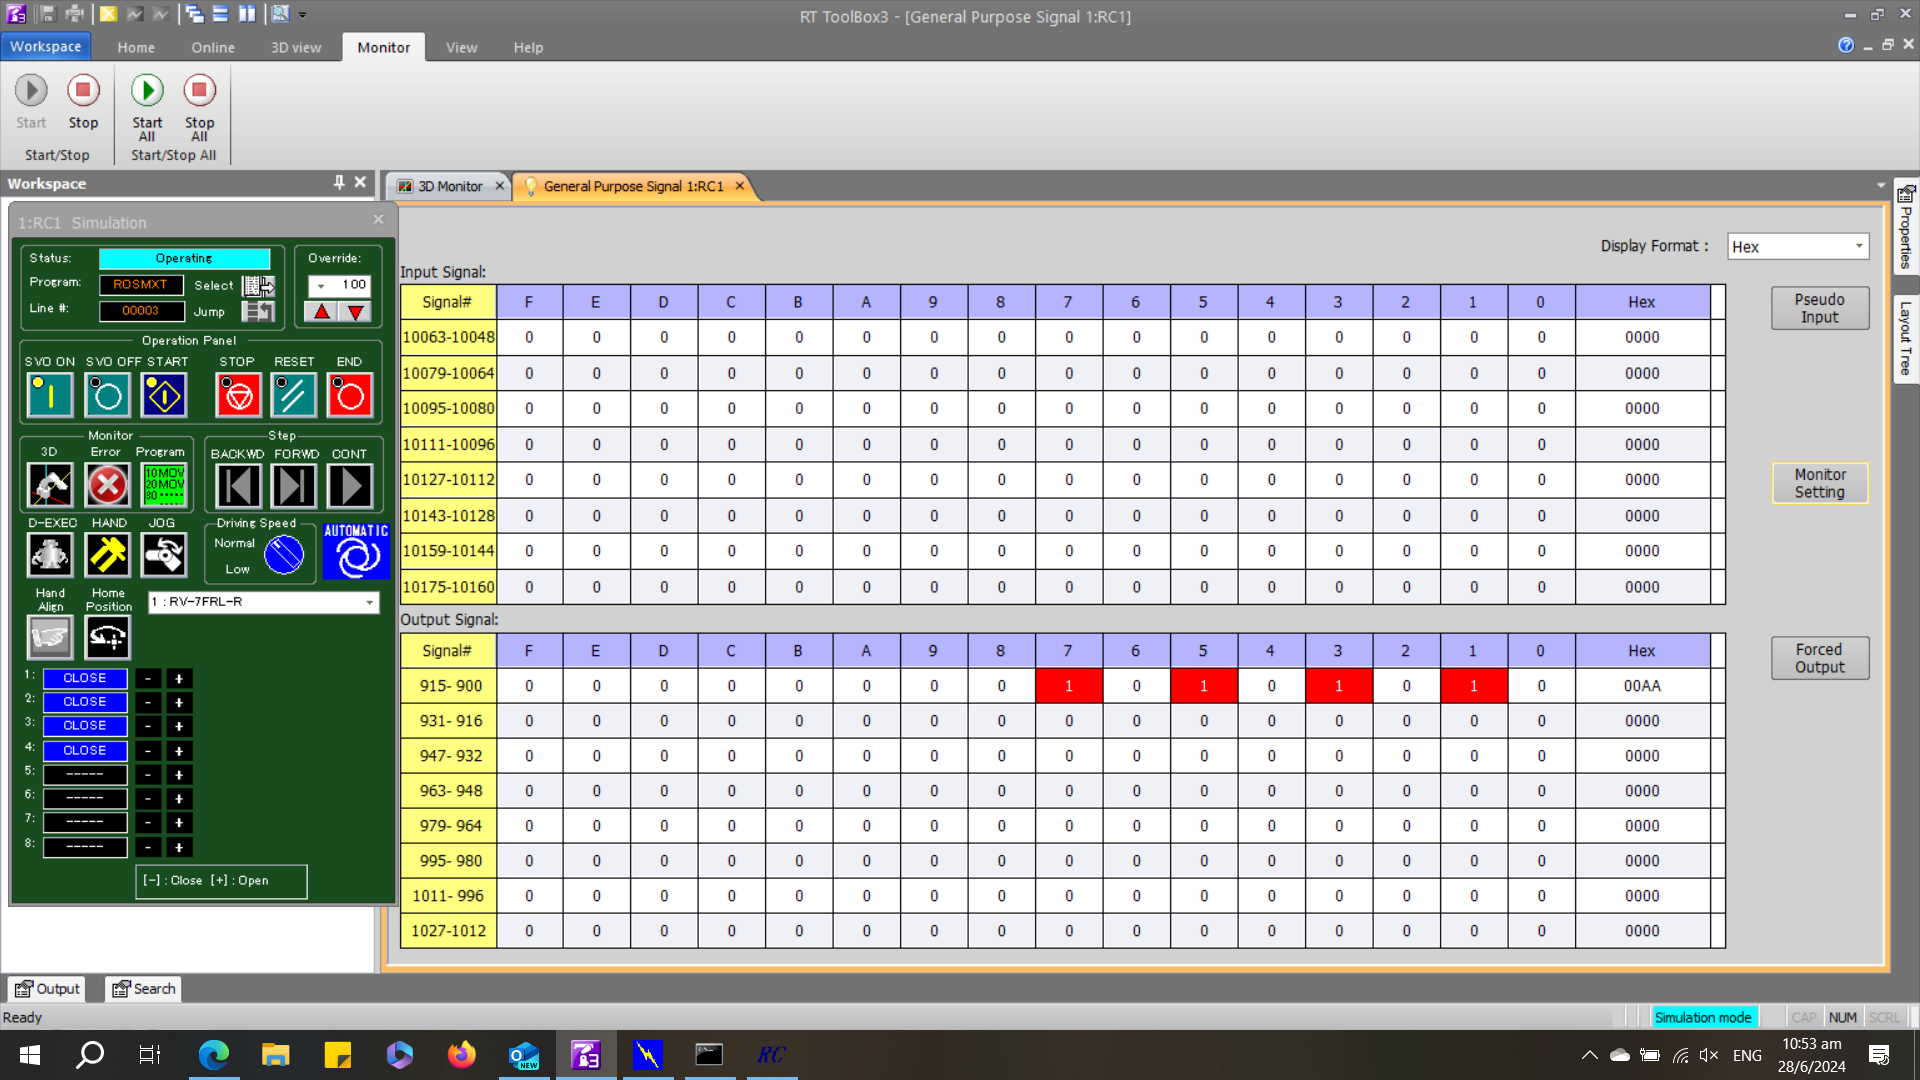 RT ToolBox3 - [General Purpose Signal 1:RC1]
Workspace Home Online 3D view Monitor View Help
Start Stop Start All Stop All
Start/Stop Start/Stop All
Workspace
3D Monitor General Purpose Signal 1:RC1
Properties
Layout Tree
1:RC1 Simulation
Status: Operating
Program: ROSMXT Select
Line #: 00003 Jump
Override:
100
Operation Panel
SVO ON SVO OFF START STOP RESET END
Monitor
3D Error Program
10MOV
20MOV
30
Step
BACKWD FORWD CONT
D-EXEC HAND JOG
Driving Speed
Normal
Low
AUTOMATIC
Hand Align
Home Position
1 : RV-7FRL-R
1: CLOSE - +
2: CLOSE - +
3: CLOSE - +
4: CLOSE - +
5: ----- - +
6: ----- - +
7: ----- - +
8: ----- - +
[-] : Close [+] : Open
Display Format : Hex
Input Signal:
Signal# F E D C B A 9 8 7 6 5 4 3 2 1 0 Hex
10063-10048 0 0 0 0 0 0 0 0 0 0 0 0 0 0 0 0 0000
10079-10064 0 0 0 0 0 0 0 0 0 0 0 0 0 0 0 0 0000
10095-10080 0 0 0 0 0 0 0 0 0 0 0 0 0 0 0 0 0000
10111-10096 0 0 0 0 0 0 0 0 0 0 0 0 0 0 0 0 0000
10127-10112 0 0 0 0 0 0 0 0 0 0 0 0 0 0 0 0 0000
10143-10128 0 0 0 0 0 0 0 0 0 0 0 0 0 0 0 0 0000
10159-10144 0 0 0 0 0 0 0 0 0 0 0 0 0 0 0 0 0000
10175-10160 0 0 0 0 0 0 0 0 0 0 0 0 0 0 0 0 0000
Pseudo Input
Monitor Setting
Output Signal:
Signal# F E D C B A 9 8 7 6 5 4 3 2 1 0 Hex
915- 900 0 0 0 0 0 0 0 0 1 0 1 0 1 0 1 0 00AA
931- 916 0 0 0 0 0 0 0 0 0 0 0 0 0 0 0 0 0000
947- 932 0 0 0 0 0 0 0 0 0 0 0 0 0 0 0 0 0000
963- 948 0 0 0 0 0 0 0 0 0 0 0 0 0 0 0 0 0000
979- 964 0 0 0 0 0 0 0 0 0 0 0 0 0 0 0 0 0000
995- 980 0 0 0 0 0 0 0 0 0 0 0 0 0 0 0 0 0000
1011- 996 0 0 0 0 0 0 0 0 0 0 0 0 0 0 0 0 0000
1027-1012 0 0 0 0 0 0 0 0 0 0 0 0 0 0 0 0 0000
Forced Output
Output Search
Ready
Simulation mode CAP NUM SCRL
NEW
3
RC
ENG
10:53 am
28/6/2024